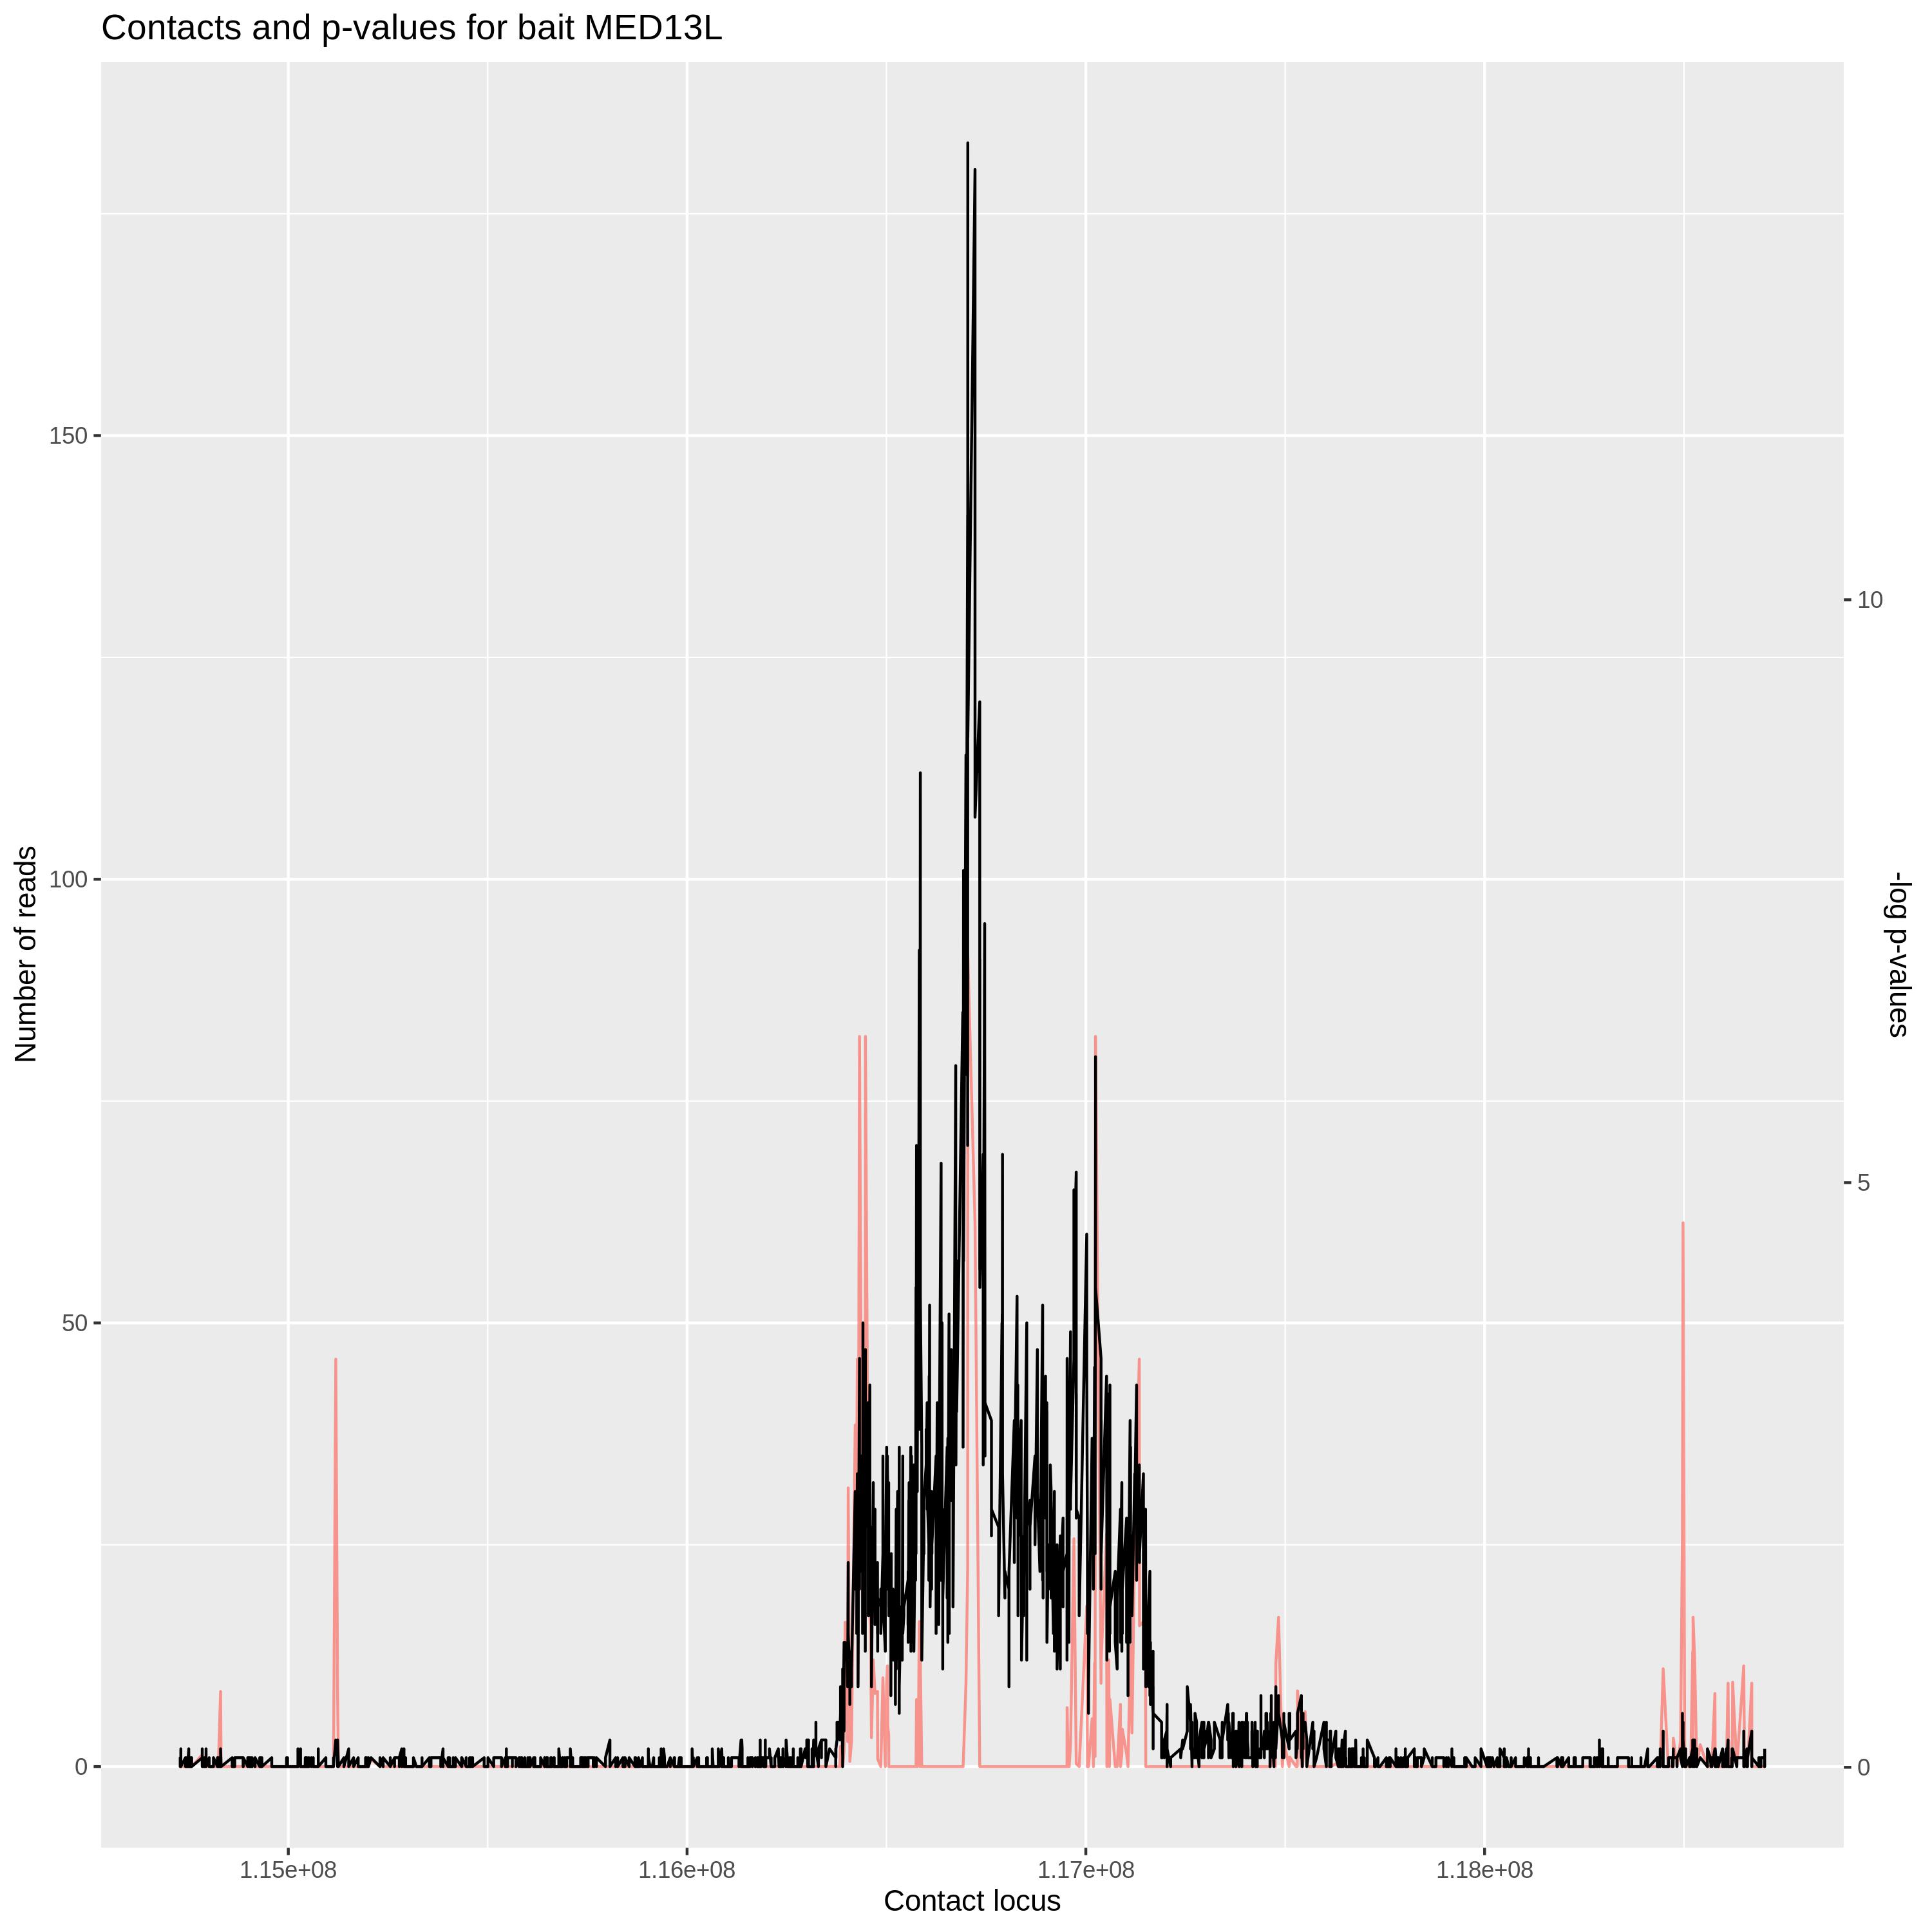 Contacts and p-values for bait MED13L
Number of reads
150
100
50
0
10
5
0
-log p-values
1.15e+08 1.16e+08 1.17e+08 1.18e+08
Contact locus